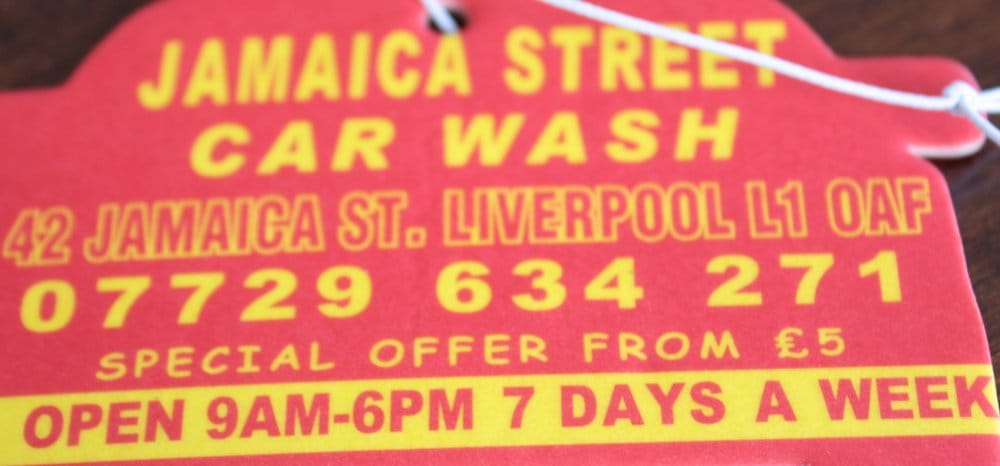 JAMAICA STREET
CAR WASH
42 JAMAICA ST. LIVERPOOL L1 0AF
07729 634 271
SPECIAL OFFER FROM £5
OPEN 9AM-6PM 7 DAYS A WEEK